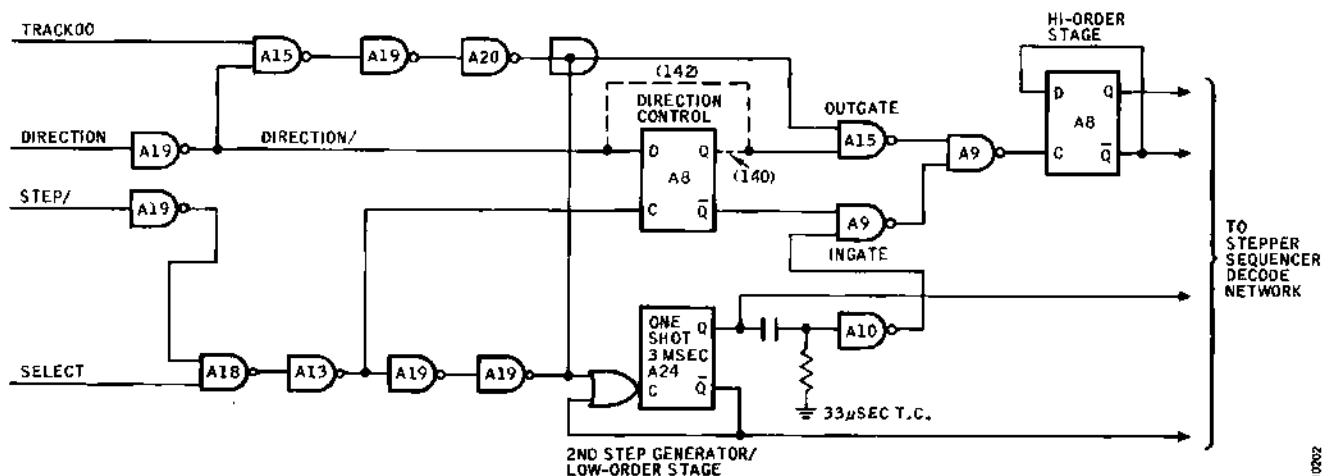 TRACK00
A15
A19
A20
HI-ORDER
STAGE
D Q
A8
C Q̅
(142)
DIRECTION
CONTROL
OUTGATE
A15
DIRECTION
A19
DIRECTION/
D Q
A8
C Q̅
(140)
A9
STEP/
A19
A9
INGATE
TO
STEPPER
SEQUENCER
DECODE
NETWORK
SELECT
A18
A13
A19
A19
ONE Q
SHOT
3 MSEC
A24
C Q̅
A10
33µSEC T.C.
2ND STEP GENERATOR/
LOW-ORDER STAGE
0202